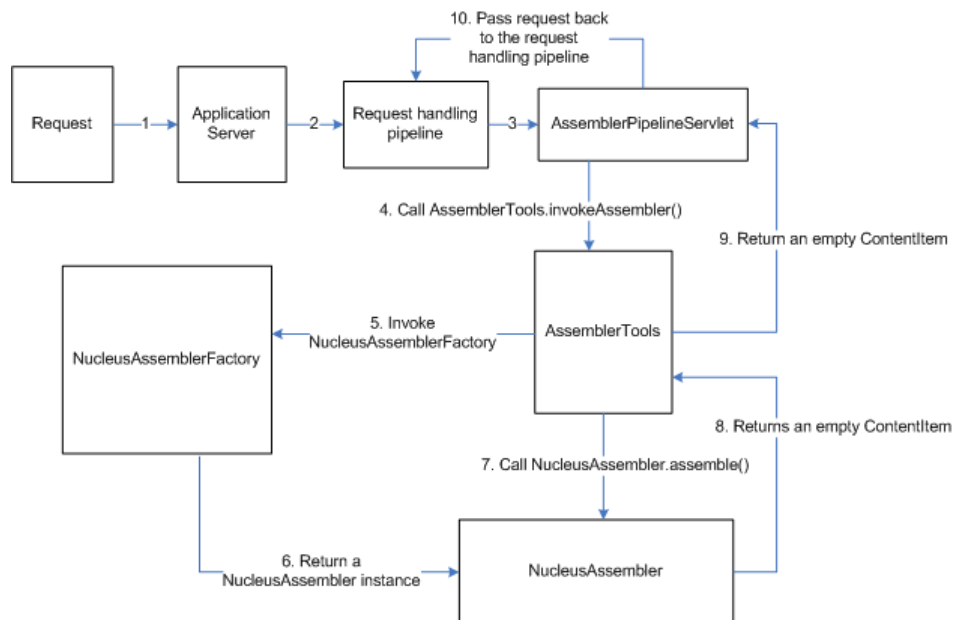 10. Pass request back
to the request
handling pipeline
Request
1
Application
Server
2
Request handling
pipeline
3
AssemblerPipelineServlet
4. Call AssemblerTools.invokeAssembler()
9. Return an empty ContentItem
5. Invoke
NucleusAssemblerFactory
AssemblerTools
NucleusAssemblerFactory
8. Returns an empty ContentItem
7. Call NucleusAssembler.assemble()
6. Return a
NucleusAssembler instance
NucleusAssembler